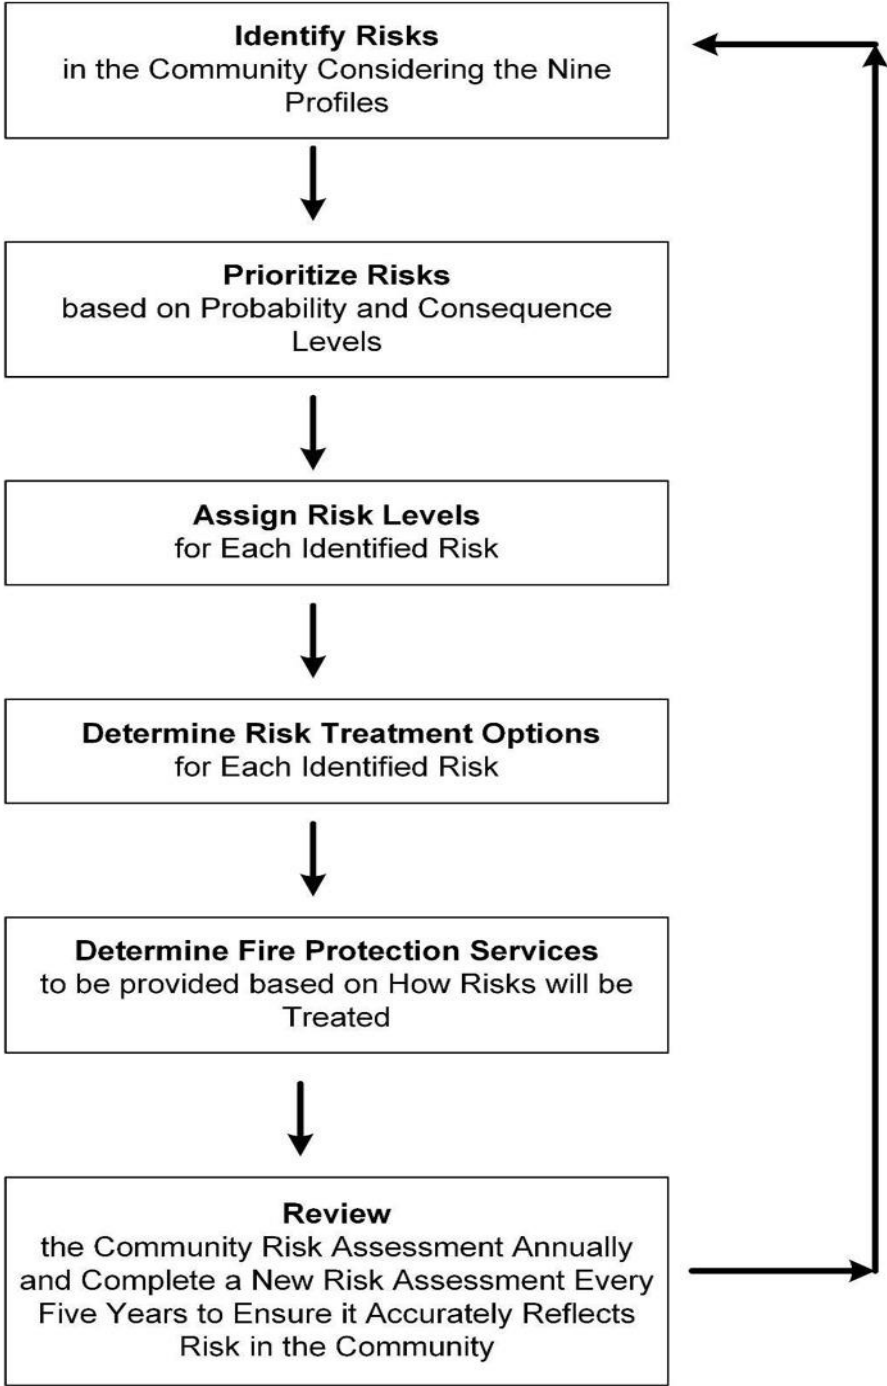 Identify Risks
in the Community Considering the Nine
Profiles
Prioritize Risks
based on Probability and Consequence
Levels
Assign Risk Levels
for Each Identified Risk
Determine Risk Treatment Options
for Each Identified Risk
Determine Fire Protection Services
to be provided based on How Risks will be
Treated
Review
the Community Risk Assessment Annually
and Complete a New Risk Assessment Every
Five Years to Ensure it Accurately Reflects
Risk in the Community